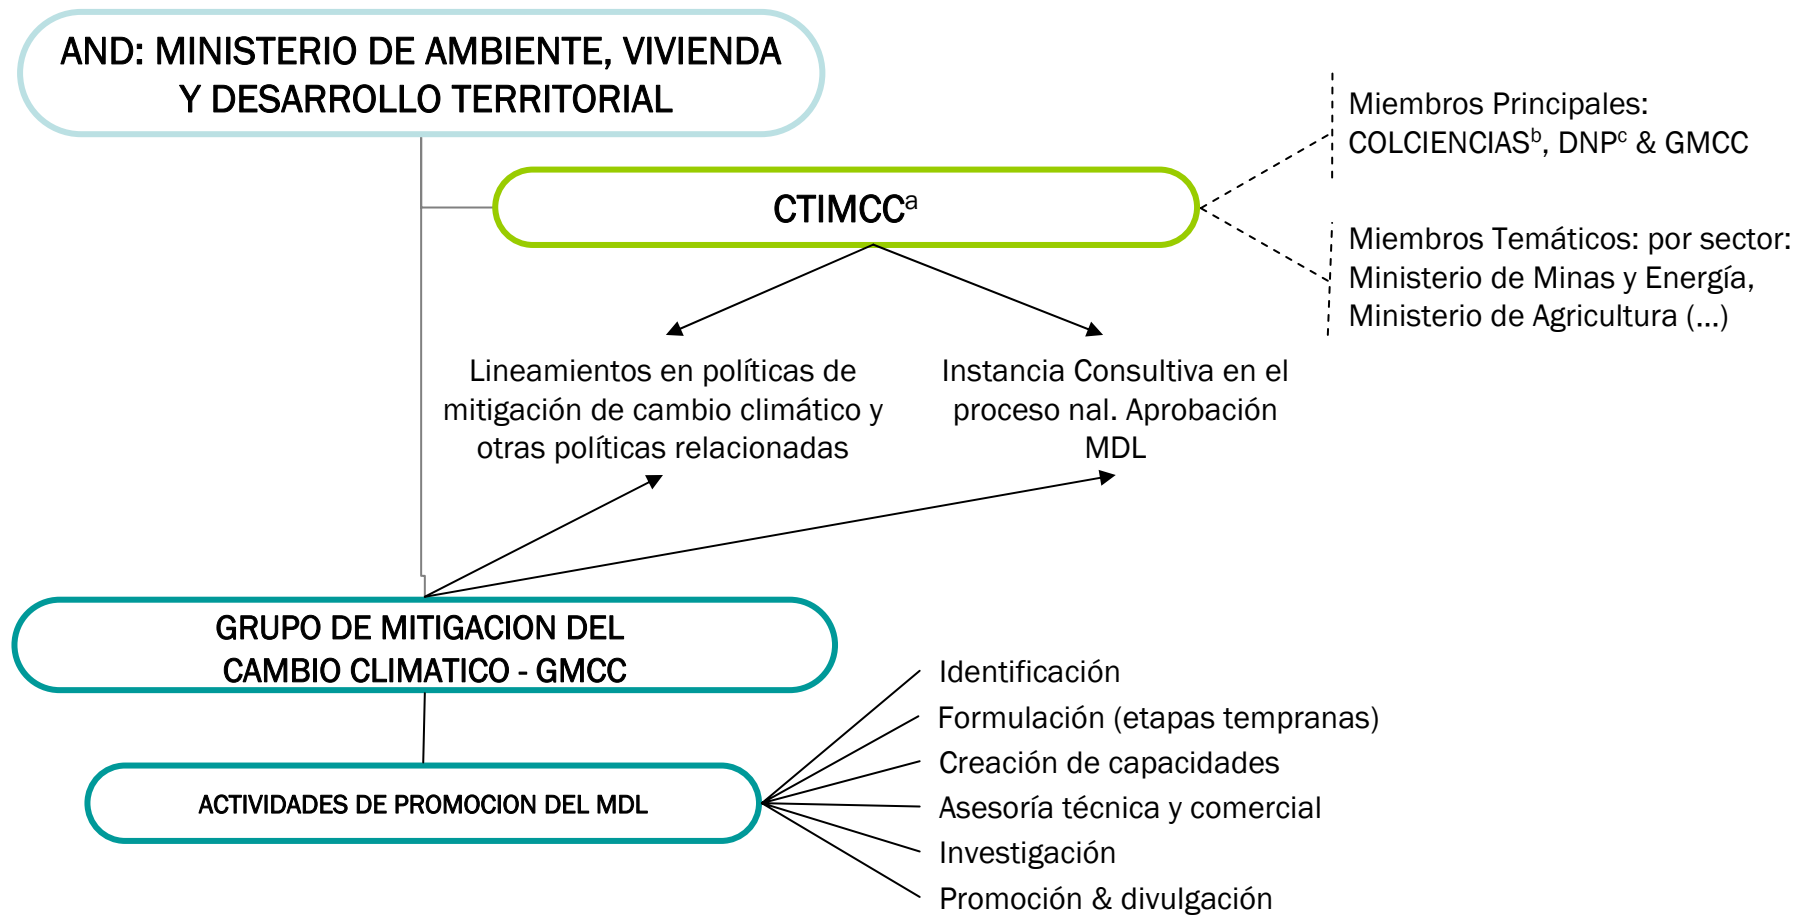 AND: MINISTERIO DE AMBIENTE, VIVIENDA
Y DESARROLLO TERRITORIAL
Miembros Principales:
COLCIENCIASᵇ, DNPᶜ & GMCC
CTIMCCᵃ
Miembros Temáticos: por sector:
Ministerio de Minas y Energía,
Ministerio de Agricultura (...)
Lineamientos en políticas de
mitigación de cambio climático y
otras políticas relacionadas
Instancia Consultiva en el
proceso nal. Aprobación
MDL
GRUPO DE MITIGACION DEL
CAMBIO CLIMATICO - GMCC
ACTIVIDADES DE PROMOCION DEL MDL
Identificación
Formulación (etapas tempranas)
Creación de capacidades
Asesoría técnica y comercial
Investigación
Promoción & divulgación